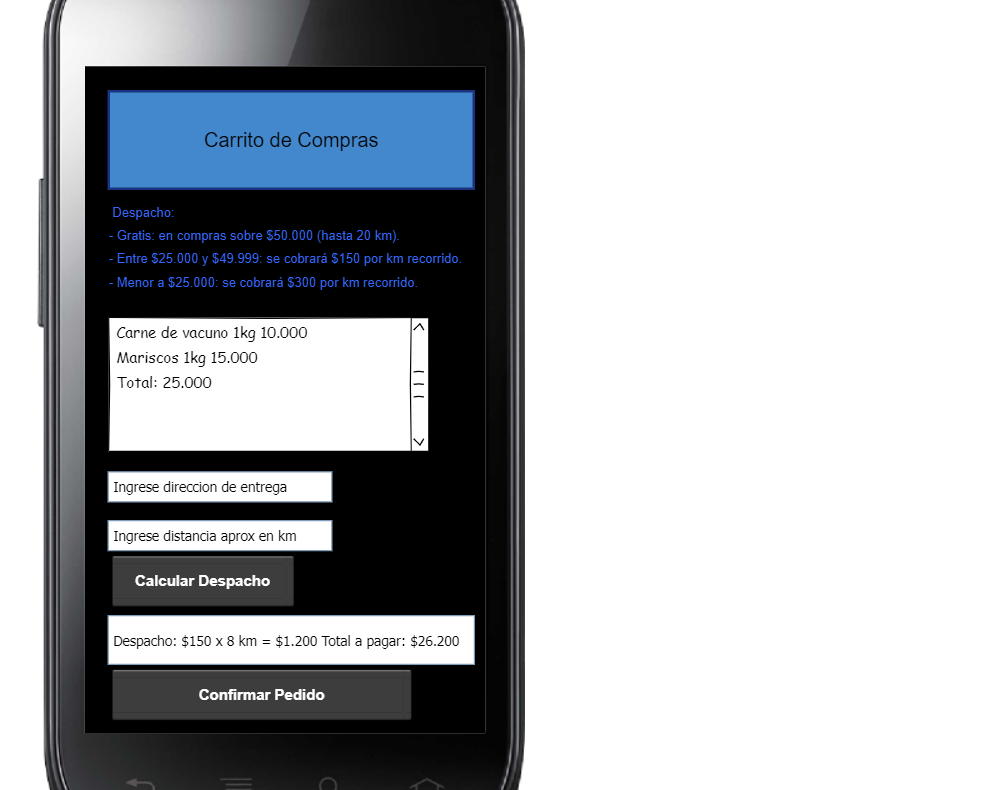 Carrito de Compras
Despacho:
- Gratis: en compras sobre $50.000 (hasta 20 km).
- Entre $25.000 y $49.999: se cobrará $150 por km recorrido.
- Menor a $25.000: se cobrará $300 por km recorrido.
Carne de vacuno 1kg 10.000
Mariscos 1kg 15.000
Total: 25.000
Ingrese direccion de entrega
Ingrese distancia aprox en km
Calcular Despacho
Despacho: $150 x 8 km = $1.200 Total a pagar: $26.200
Confirmar Pedido